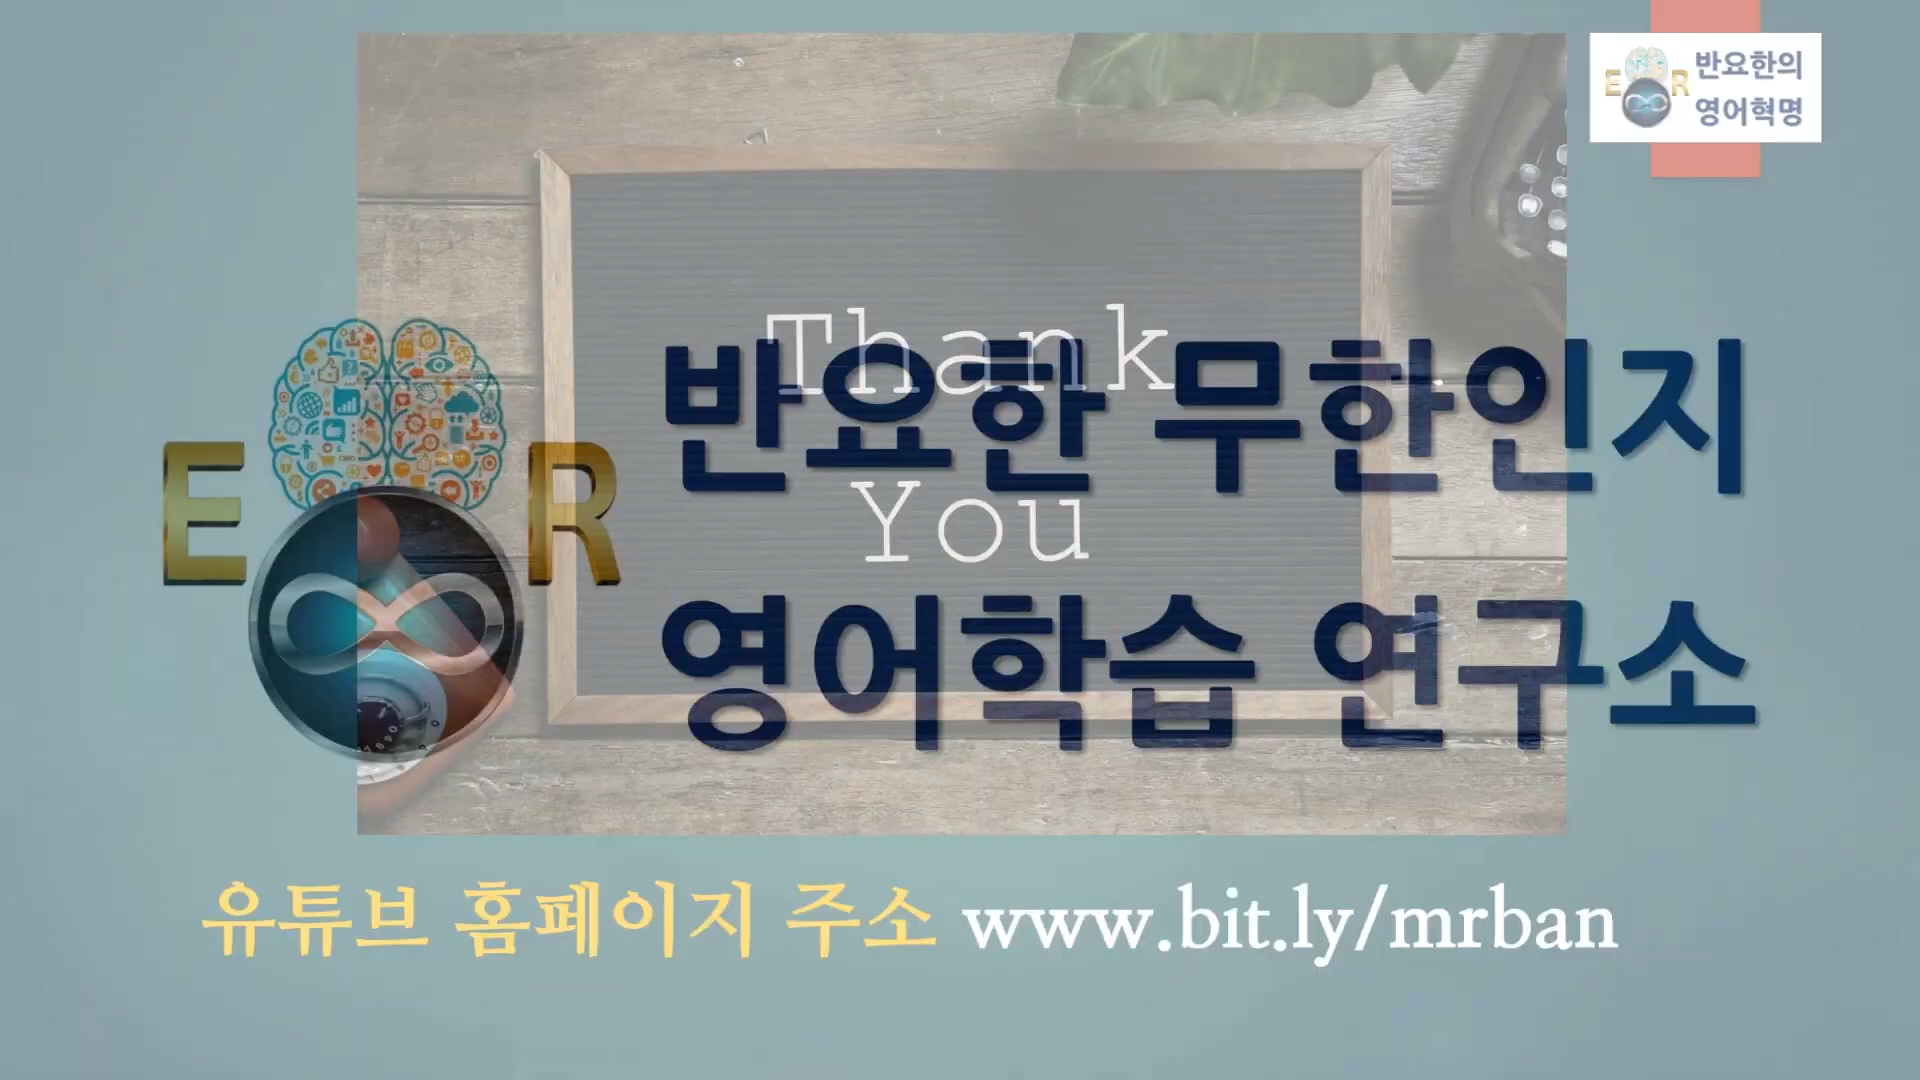 반요한의
영어혁명
E R
Thank
You
E R
반요한 무한인지
영어학습 연구소
유튜브 홈페이지 주소 www.bit.ly/mrban